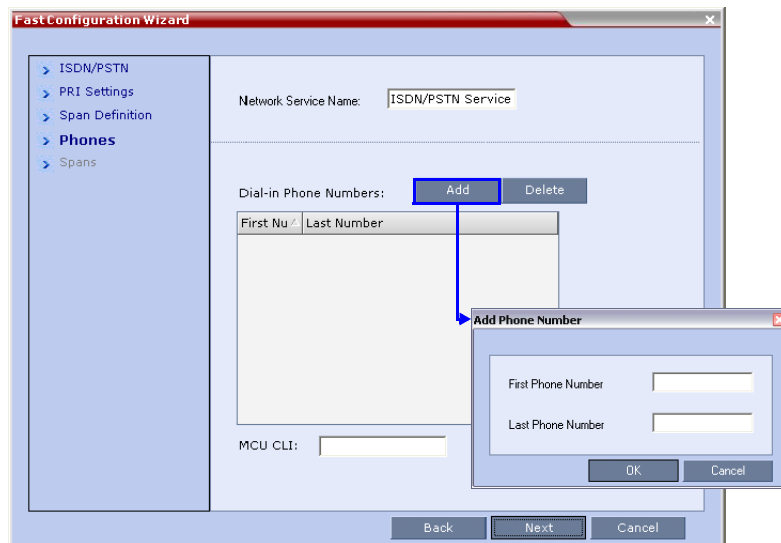 Fast Configuration Wizard
ISDN/PSTN
PRI Settings
Span Definition
Phones
Spans
Network Service Name: ISDN/PSTN Service
Dial-in Phone Numbers: Add Delete
First Nu Last Number
Add Phone Number
First Phone Number
Last Phone Number
OK Cancel
MCU CLI:
Back Next Cancel